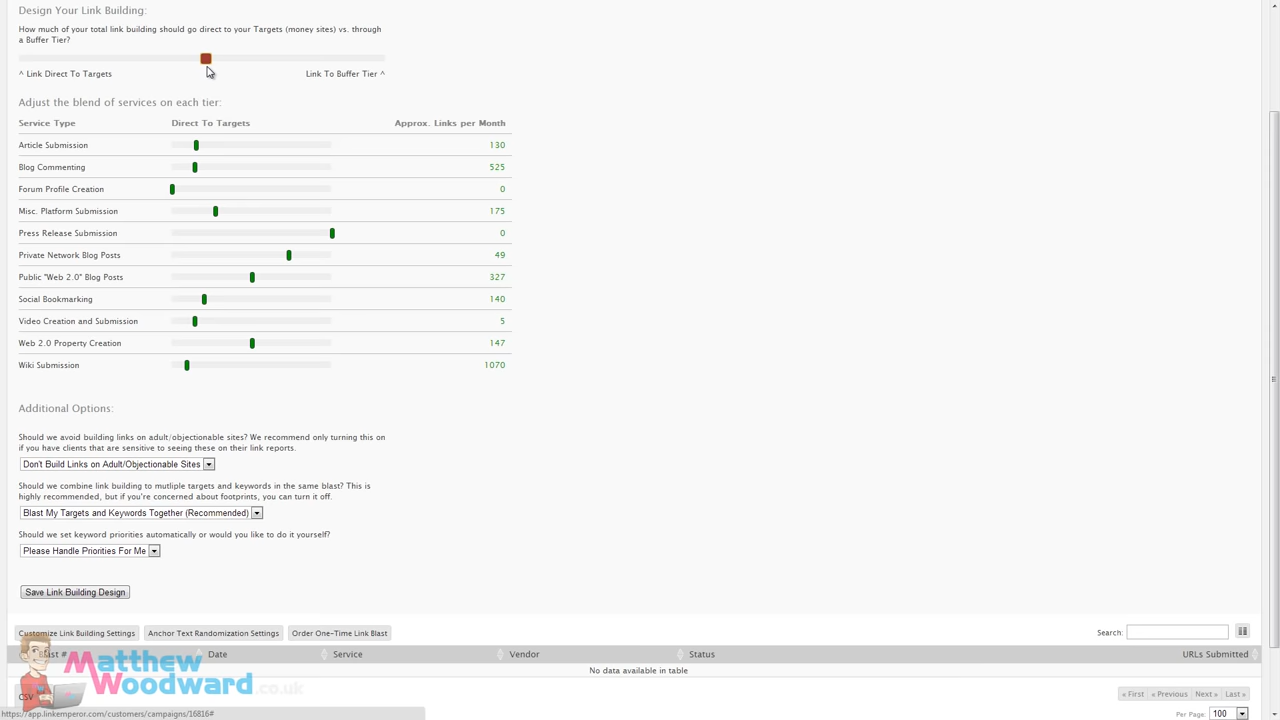 Design Your Link Building:
How much of your total link building should go direct to your Targets (money sites) vs. through
a Buffer Tier?
^ Link Direct To Targets Link To Buffer Tier ^
Adjust the blend of services on each tier:
Service Type Direct To Targets Approx. Links per Month
Article Submission 130
Blog Commenting 525
Forum Profile Creation 0
Misc. Platform Submission 175
Press Release Submission 0
Private Network Blog Posts 49
Public "Web 2.0" Blog Posts 327
Social Bookmarking 140
Video Creation and Submission 5
Web 2.0 Property Creation 147
Wiki Submission 1070
Additional Options:
Should we avoid building links on adult/objectionable sites? We recommend only turning this on
if you have clients that are sensitive to seeing these on their link reports.
Don't Build Links on Adult/Objectionable Sites
Should we combine link building to mutliple targets and keywords in the same blast? This is
highly recommended, but if you're concerned about footprints, you can turn it off.
Blast My Targets and Keywords Together (Recommended)
Should we set keyword priorities automatically or would you like to do it yourself?
Please Handle Priorities For Me
Save Link Building Design
Customize Link Building Settings Anchor Text Randomization Settings Order One-Time Link Blast Search:
# Date Service Vendor Status URLs Submitted
No data available in table
Matthew
Woodward.co.uk
CSV « First « Previous Next » Last »
https://app.linkemperor.com/customers/campaigns/16816# Per Page: 100